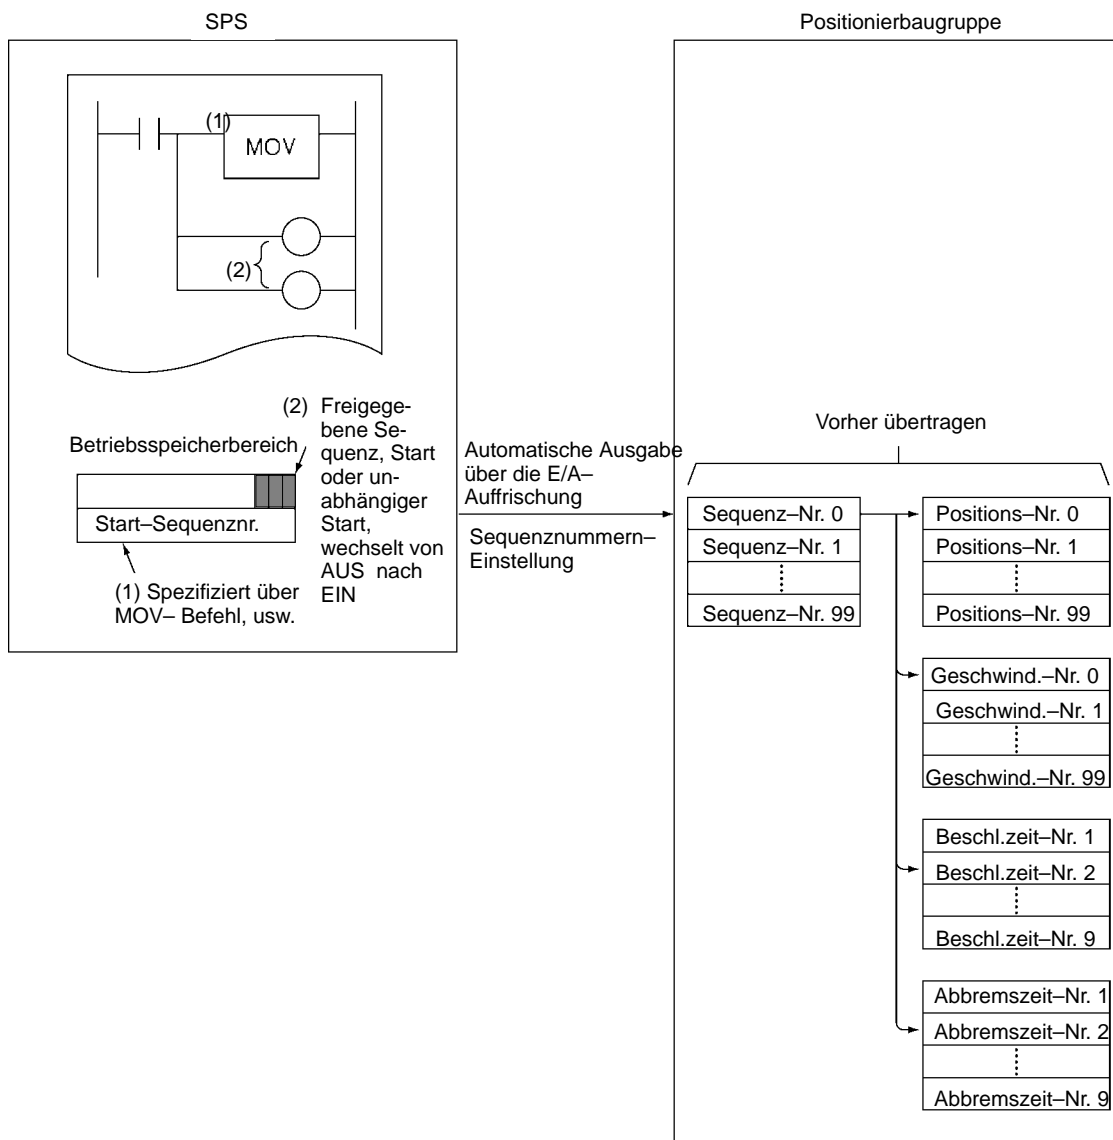 SPS
Positionierbaugruppe
(1)
MOV
(2)
(2) Freigege-
bene Se-
quenz, Start
oder un-
abhängiger
Start,
wechselt von
AUS nach
EIN
Betriebsspeicherbereich
Start–Sequenznr.
(1) Spezifiziert über
MOV– Befehl, usw.
Automatische Ausgabe
über die E/A–
Auffrischung
Sequenznummern–
Einstellung
Vorher übertragen
Sequenz–Nr. 0
Sequenz–Nr. 1
Sequenz–Nr. 99
Positions–Nr. 0
Positions–Nr. 1
Positions–Nr. 99
Geschwind.–Nr. 0
Geschwind.–Nr. 1
Geschwind.–Nr. 99
Beschl.zeit–Nr. 1
Beschl.zeit–Nr. 2
Beschl.zeit–Nr. 9
Abbremszeit–Nr. 1
Abbremszeit–Nr. 2
Abbremszeit–Nr. 9